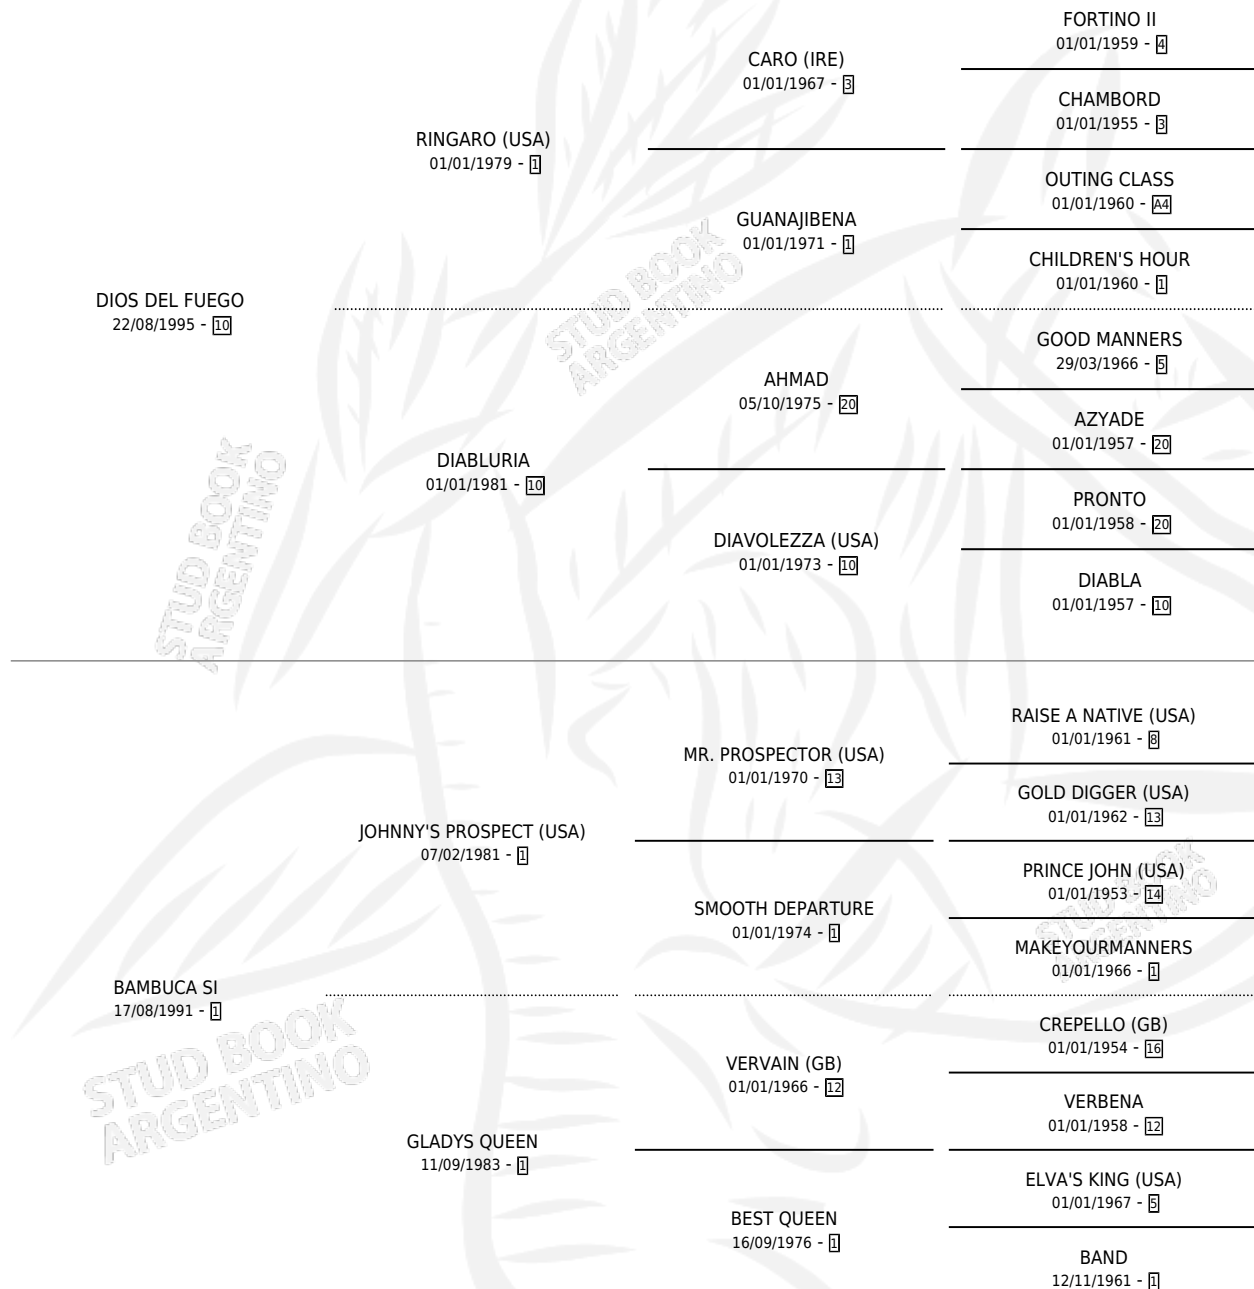 FORTINO II
01/01/1959 - 4
CARO (IRE)
01/01/1967 - 3
CHAMBORD
01/01/1955 - 3
RINGARO (USA)
01/01/1979 - 1
OUTING CLASS
01/01/1960 - A4
GUANAJIBENA
01/01/1971 - 1
CHILDREN'S HOUR
01/01/1960 - 1
STUD BOOK
ARGENTINO
DIOS DEL FUEGO
22/08/1995 - 10
GOOD MANNERS
29/03/1966 - 5
AHMAD
05/10/1975 - 20
AZYADE
01/01/1957 - 20
DIABLURIA
01/01/1981 - 10
PRONTO
01/01/1958 - 20
DIAVOLEZZA (USA)
01/01/1973 - 10
DIABLA
01/01/1957 - 10
STUD BOOK
ARGENTINO
RAISE A NATIVE (USA)
01/01/1961 - 8
MR. PROSPECTOR (USA)
01/01/1970 - 13
GOLD DIGGER (USA)
01/01/1962 - 13
JOHNNY'S PROSPECT (USA)
07/02/1981 - 1
PRINCE JOHN (USA)
01/01/1953 - 14
STUD BOOK
ARGENTINO
SMOOTH DEPARTURE
01/01/1974 - 1
MAKEYOURMANNERS
01/01/1966 - 1
BAMBUCA SI
17/08/1991 - 1
STUD BOOK
ARGENTINO
CREPELLO (GB)
01/01/1954 - 16
VERVAIN (GB)
01/01/1966 - 12
VERBENA
01/01/1958 - 12
GLADYS QUEEN
11/09/1983 - 1
ELVA'S KING (USA)
01/01/1967 - 5
BEST QUEEN
16/09/1976 - 1
BAND
12/11/1961 - 1